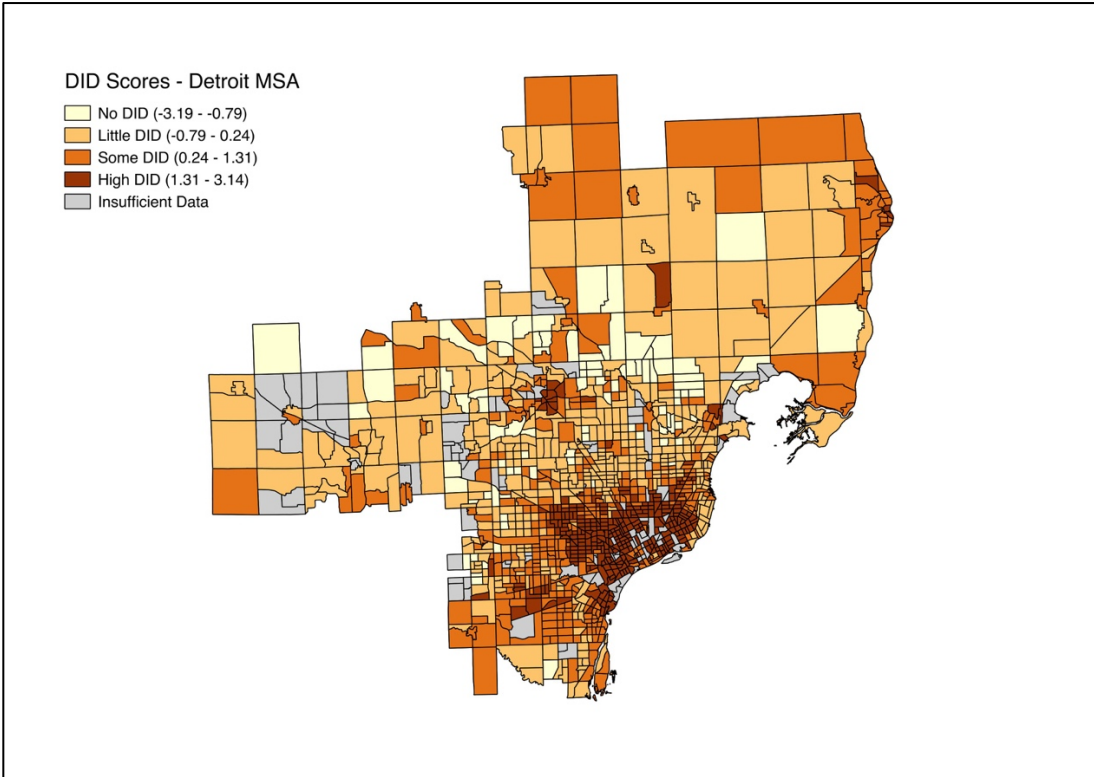 DID Scores - Detroit MSA
No DID (-3.19 - -0.79)
Little DID (-0.79 - 0.24)
Some DID (0.24 - 1.31)
High DID (1.31 - 3.14)
Insufficient Data